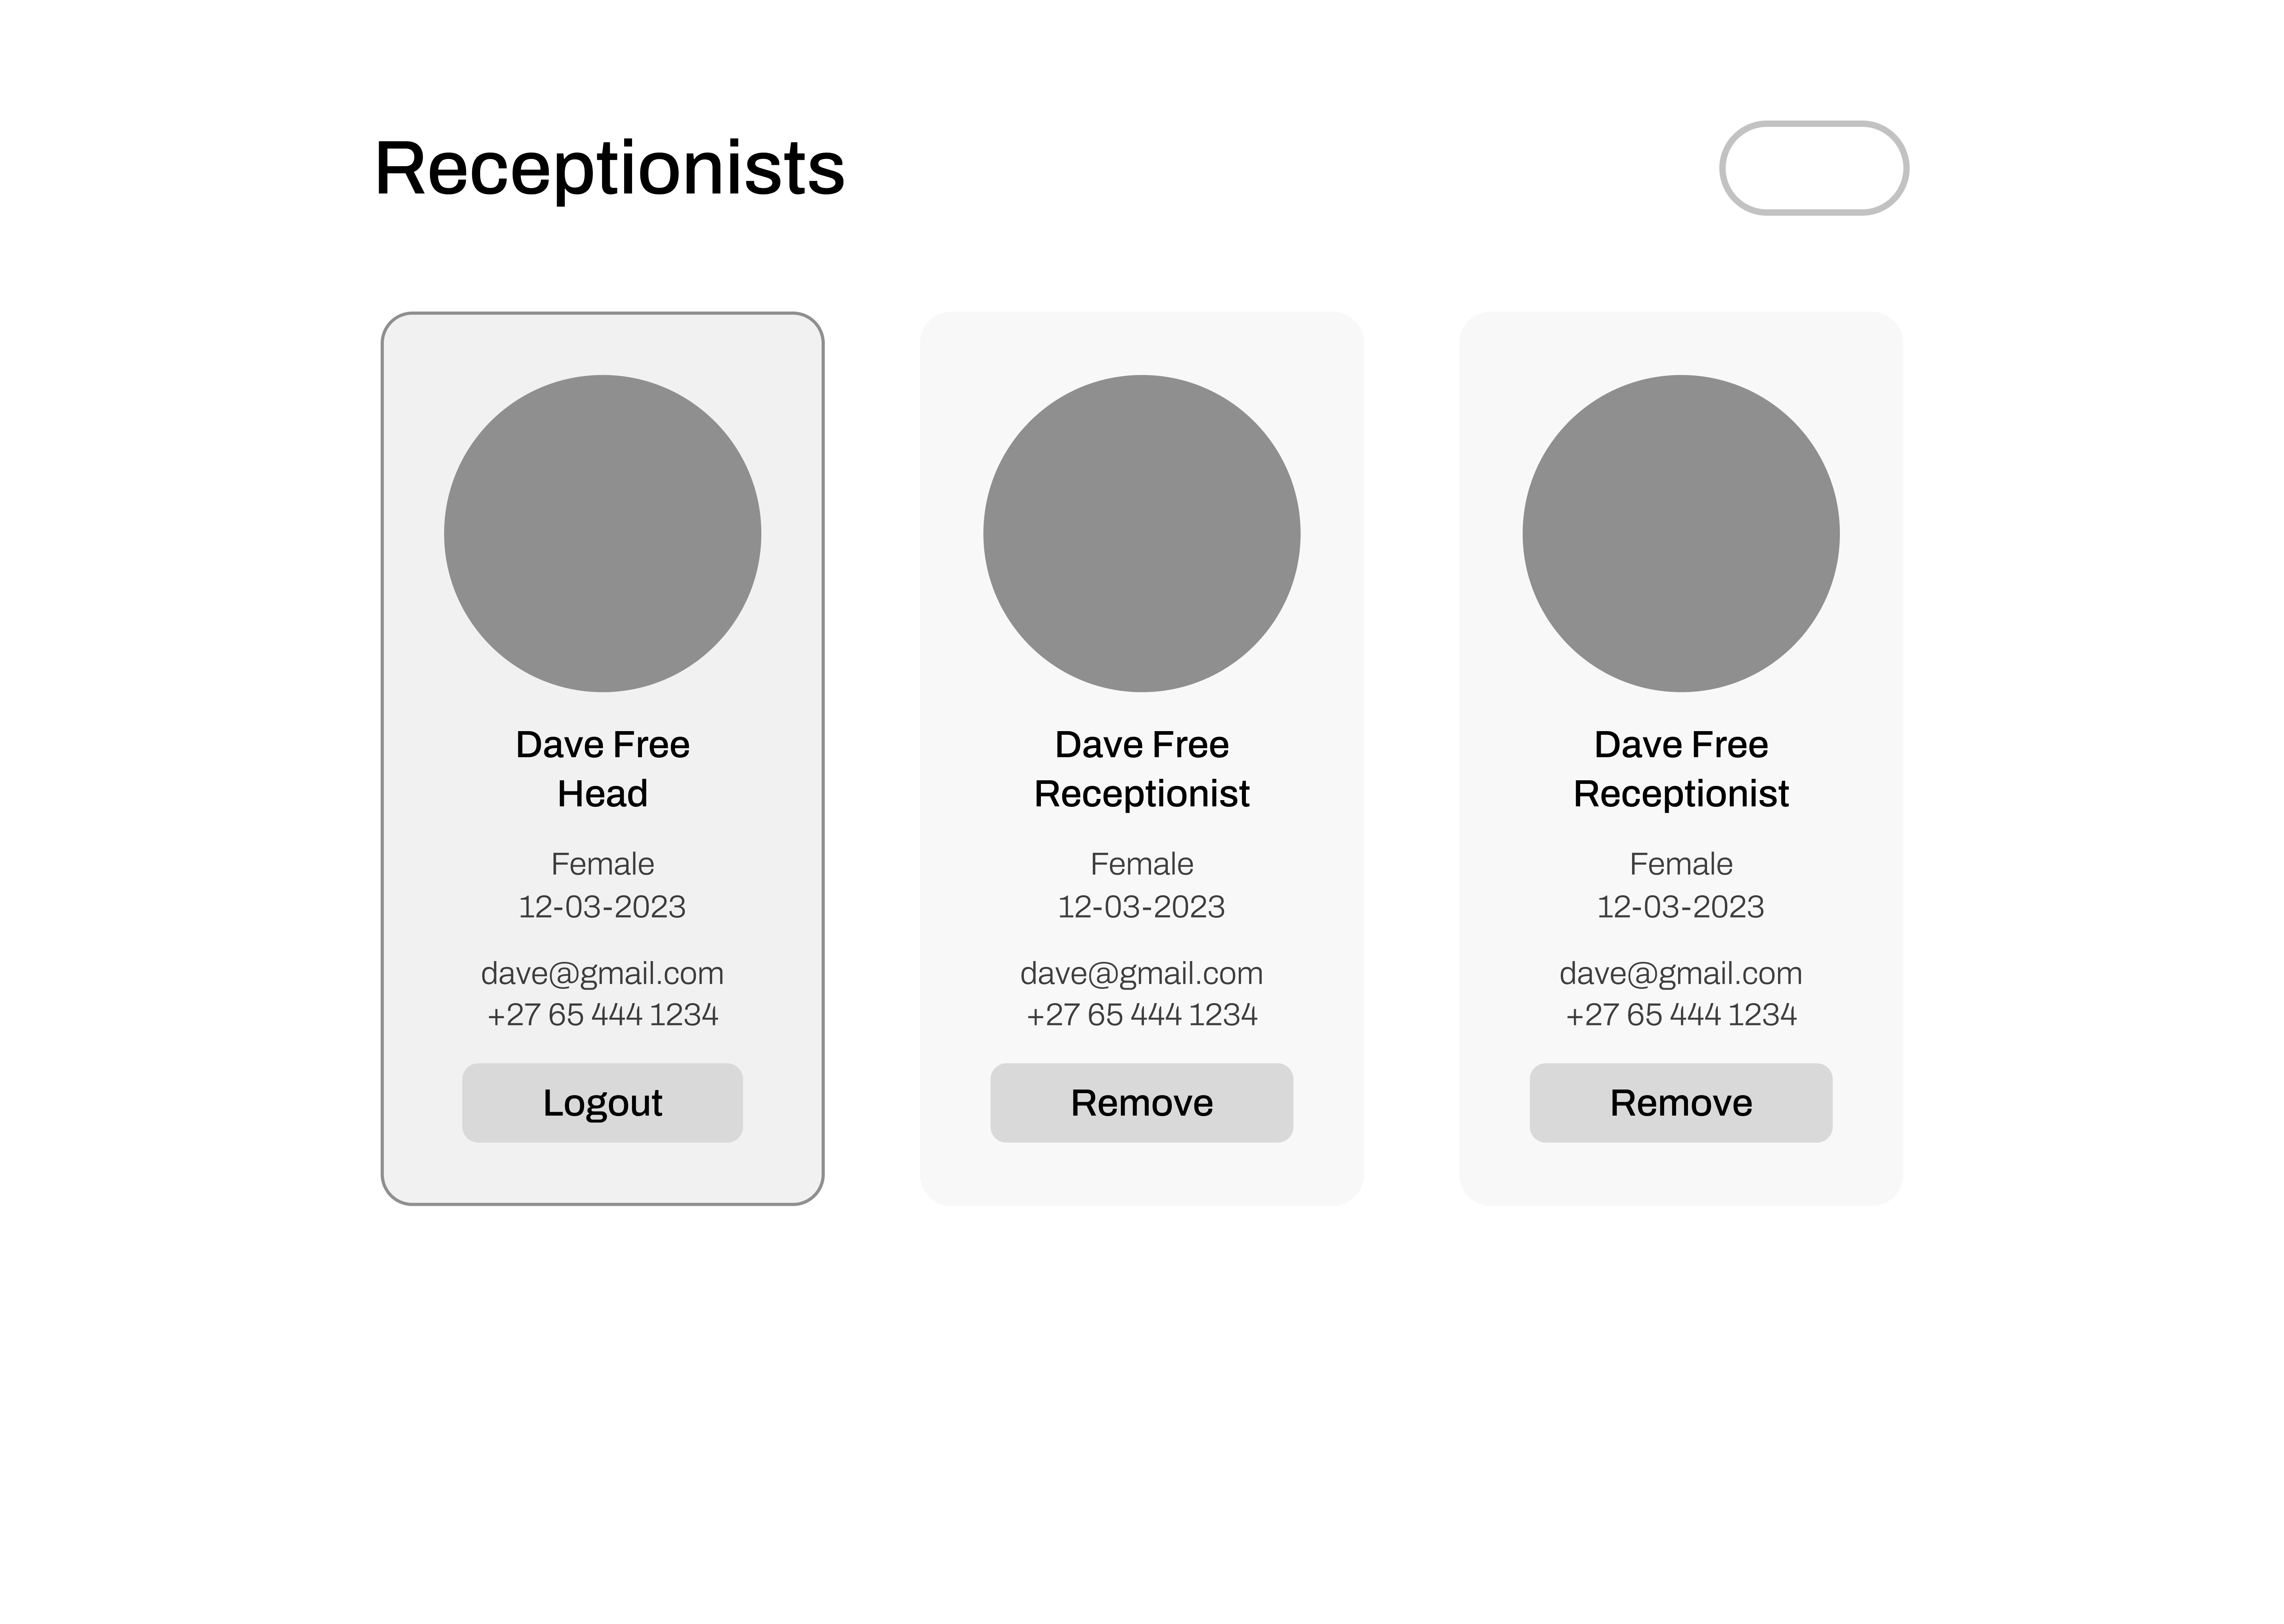 Receptionists
Dave Free
Head
Female
12-03-2023
dave@gmail.com
+27 65 444 1234
Logout
Dave Free
Receptionist
Female
12-03-2023
dave@gmail.com
+27 65 444 1234
Remove
Dave Free
Receptionist
Female
12-03-2023
dave@gmail.com
+27 65 444 1234
Remove